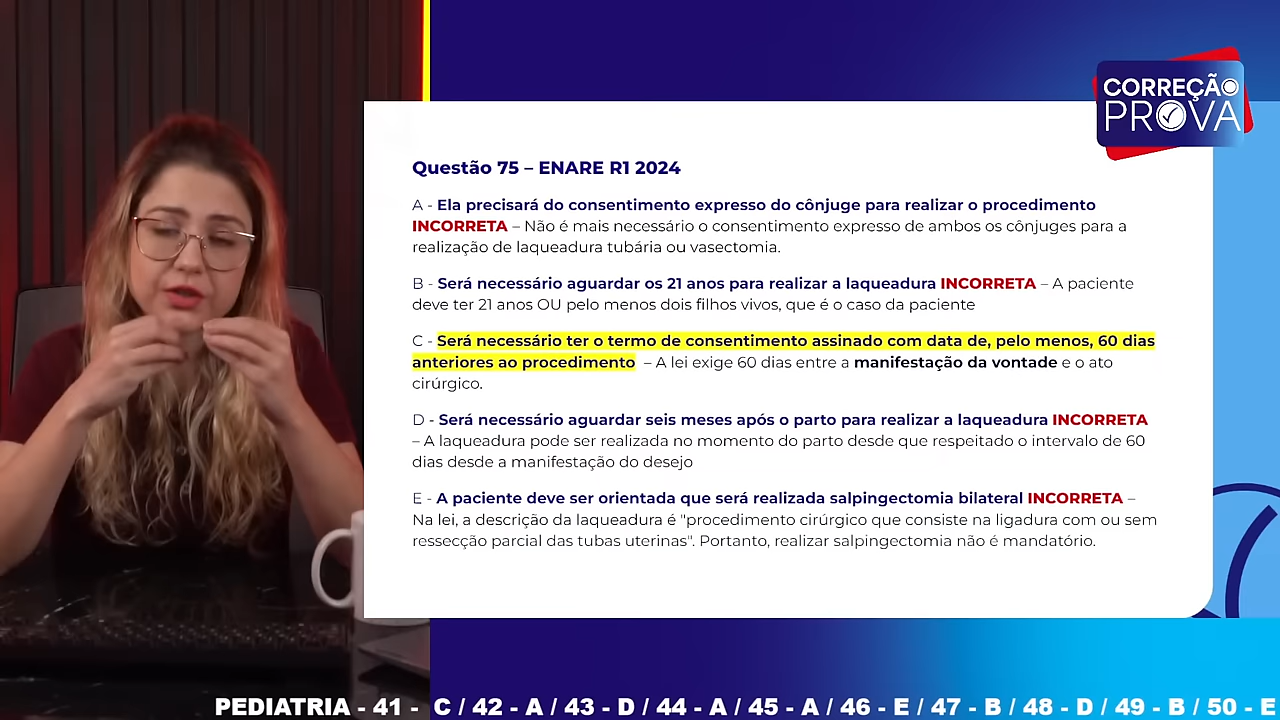 CORREÇÃO
PROVA
Questão 75 – ENARE R1 2024
A - Ela precisará do consentimento expresso do cônjuge para realizar o procedimento
INCORRETA – Não é mais necessário o consentimento expresso de ambos os cônjuges para a
realização de laqueadura tubária ou vasectomia.
B - Será necessário aguardar os 21 anos para realizar a laqueadura INCORRETA – A paciente
deve ter 21 anos OU pelo menos dois filhos vivos, que é o caso da paciente
C - Será necessário ter o termo de consentimento assinado com data de, pelo menos, 60 dias
anteriores ao procedimento – A lei exige 60 dias entre a manifestação da vontade e o ato
cirúrgico.
D - Será necessário aguardar seis meses após o parto para realizar a laqueadura INCORRETA
– A laqueadura pode ser realizada no momento do parto desde que respeitado o intervalo de 60
dias desde a manifestação do desejo
E - A paciente deve ser orientada que será realizada salpingectomia bilateral INCORRETA –
Na lei, a descrição da laqueadura é "procedimento cirúrgico que consiste na ligadura com ou sem
ressecção parcial das tubas uterinas". Portanto, realizar salpingectomia não é mandatório.
PEDIATRIA - 41 - C / 42 - A / 43 - D / 44 - A / 45 - A / 46 - E / 47 - B / 48 - D / 49 - B / 50 - E